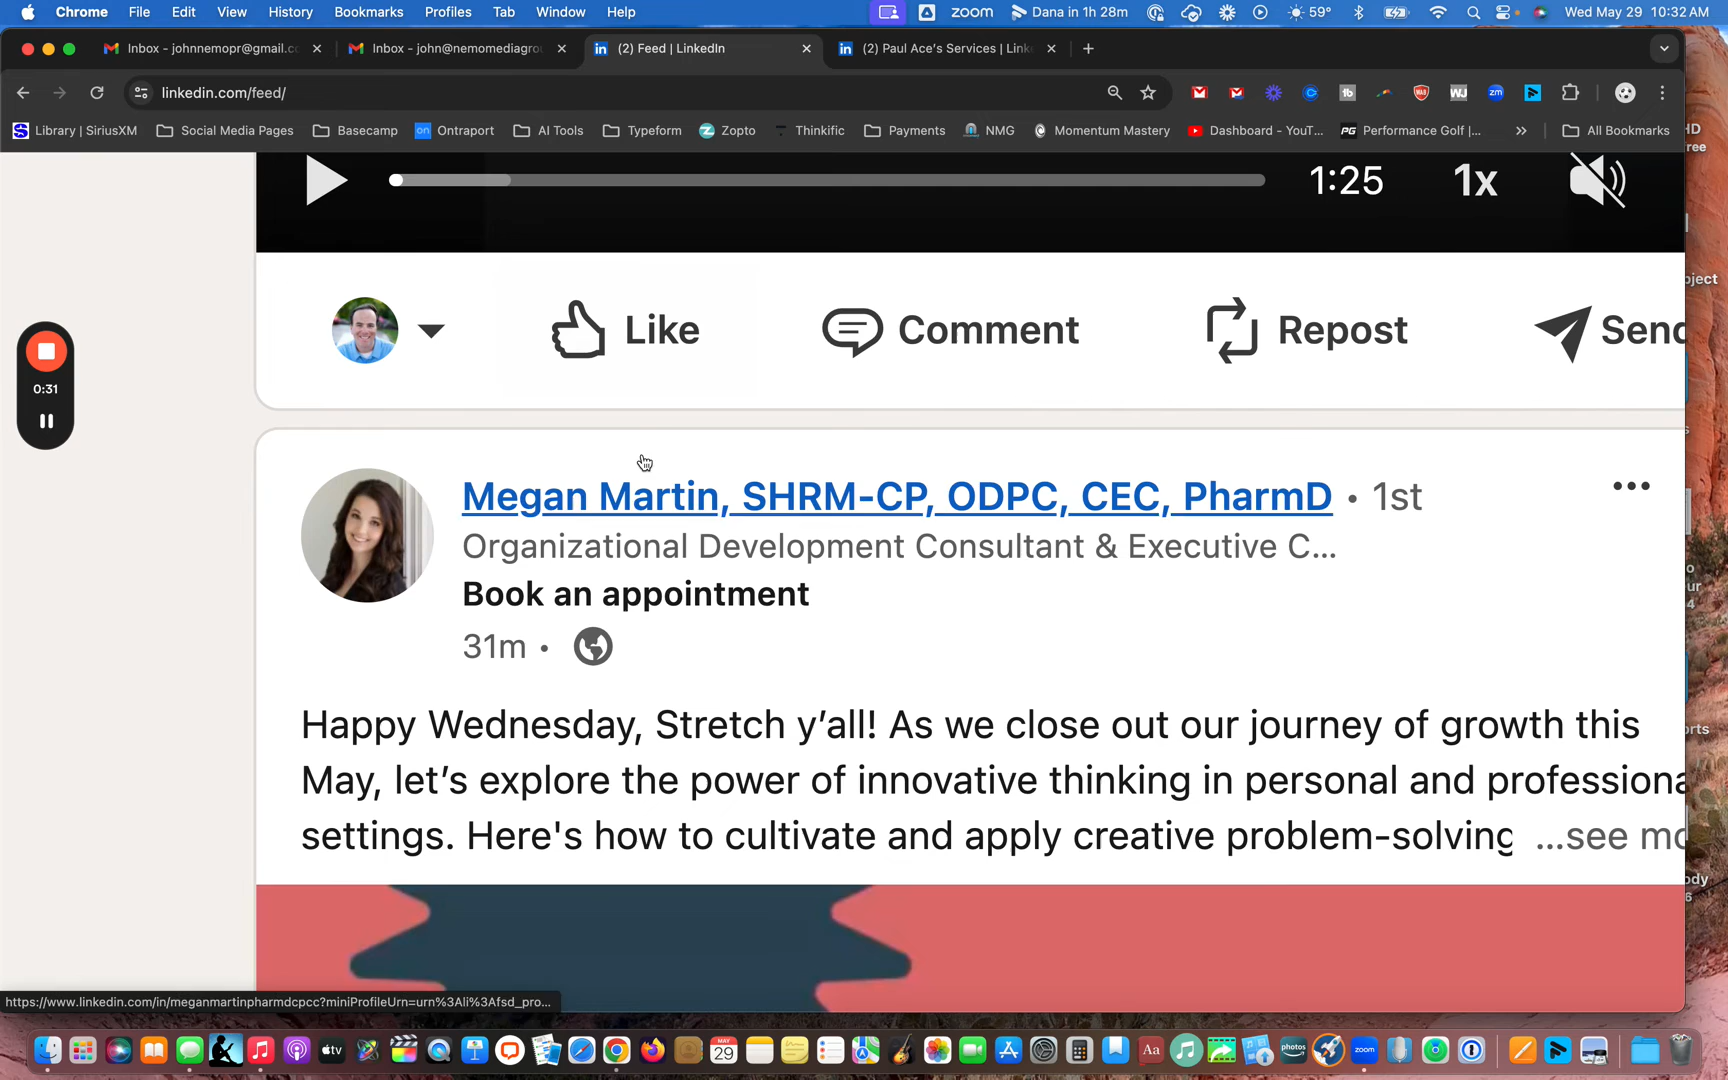 Chrome File Edit View History Bookmarks Profiles Tab Window Help zoom Dana in 1h 28m 59° Wed May 29 10:32 AM
Inbox - johnnemopr@gmail.c Inbox - john@nemomediagro (2) Feed | LinkedIn (2) Paul Ace's Services | Link
linkedin.com/feed/
Library | SiriusXM Social Media Pages Basecamp Ontraport AI Tools Typeform Zopto Thinkific Payments NMG Momentum Mastery Dashboard - YouT... Performance Golf |... » All Bookmarks
1:25 1x
Like Comment Repost Send
0:31
Megan Martin, SHRM-CP, ODPC, CEC, PharmD • 1st
Organizational Development Consultant & Executive C...
Book an appointment
31m •
Happy Wednesday, Stretch y'all! As we close out our journey of growth this
May, let's explore the power of innovative thinking in personal and professiona
settings. Here's how to cultivate and apply creative problem-solving ...see mo
https://www.linkedin.com/in/meganmartinpharmdcpcc?miniProfileUrn=urn%3Ali%3Afsd_pro...